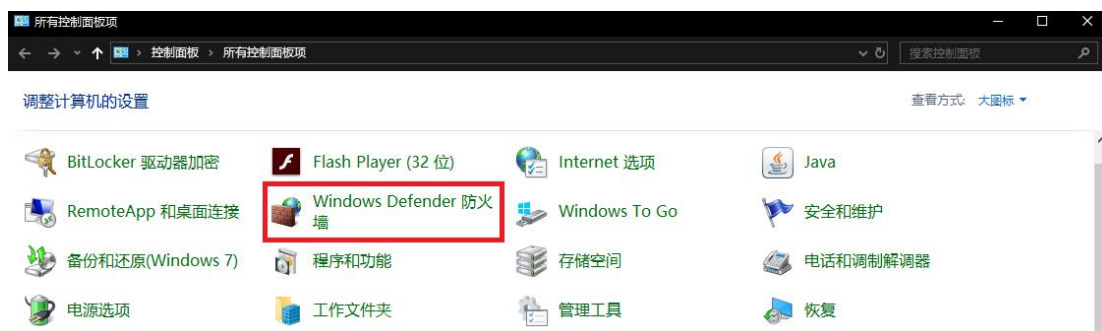 所有控制面板项
控制面板 › 所有控制面板项
搜索控制面板
调整计算机的设置
查看方式: 大图标
BitLocker 驱动器加密
Flash Player (32 位)
Internet 选项
Java
RemoteApp 和桌面连接
Windows Defender 防火
墙
Windows To Go
安全和维护
备份和还原(Windows 7)
程序和功能
存储空间
电话和调制解调器
电源选项
工作文件夹
管理工具
恢复